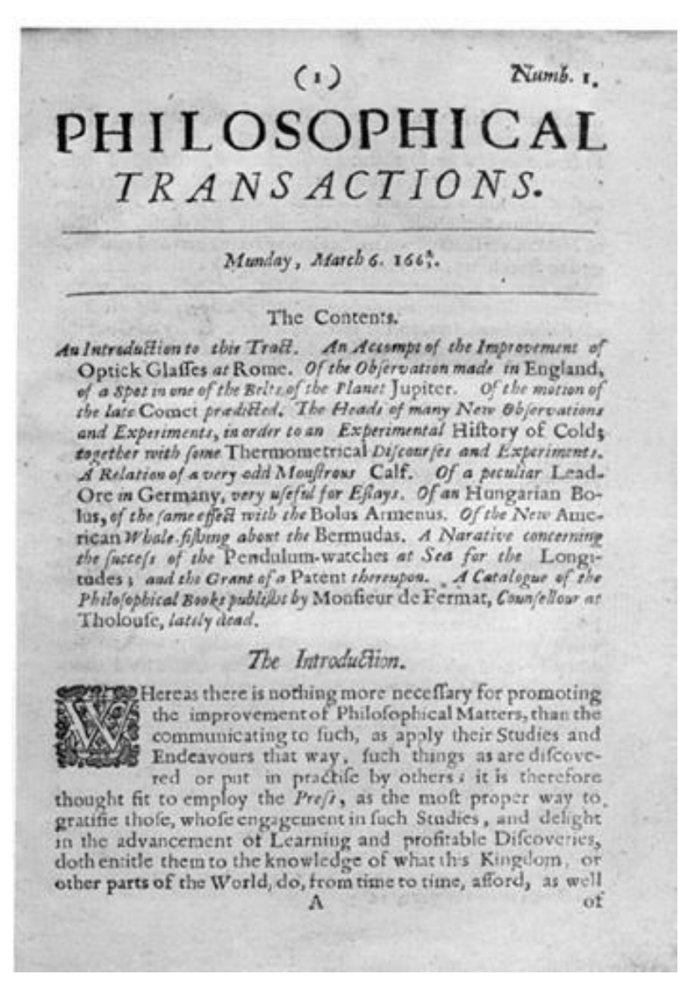 (1) Numb. 1.
PHILOSOPHICAL
TRANSACTIONS.
Munday, March 6. 166⁴⁄₅.
The Contents.
An Introduction to this Tract. An Accompt of the Improvement of
Optick Glaſſes at Rome. Of the Obſervation made in England,
of a Spot in one of the Belts of the Planet Jupiter. Of the motion of
the late Comet prædicted. The Heads of many New Obſervations
and Experiments, in order to an Experimental Hiſtory of Cold;
together with ſome Thermometrical Diſcourſes and Experiments.
A Relation of a very odd Monſtrous Calf. Of a peculiar Lead-
Ore in Germany, very uſeful for Eſſays. Of an Hungarian Bo-
lus, of the ſame effect with the Bolus Armenus. Of the New Ame-
rican Whale-fiſhing about the Bermudas. A Narative concerning
the ſucceſs of the Pendulum-watches at Sea for the Longi-
tudes; and the Grant of a Patent thereupon. A Catalogue of the
Philoſophical Books publiſht by Monſieur de Fermat, Counſellour at
Tholouſe, lately dead.
The Introduction.
WHereas there is nothing more neceſſary for promoting
the improvement of Philoſophical Matters, than the
communicating to ſuch, as apply their Studies and
Endeavours that way, ſuch things as are diſcove-
red or put in practiſe by others; it is therefore
thought fit to employ the Preſs, as the moſt proper way to
gratifie thoſe, whoſe engagement in ſuch Studies, and delight
in the advancement of Learning and profitable Diſcoveries,
doth entitle them to the knowledge of what this Kingdom, or
other parts of the World, do, from time to time, afford, as well
A of